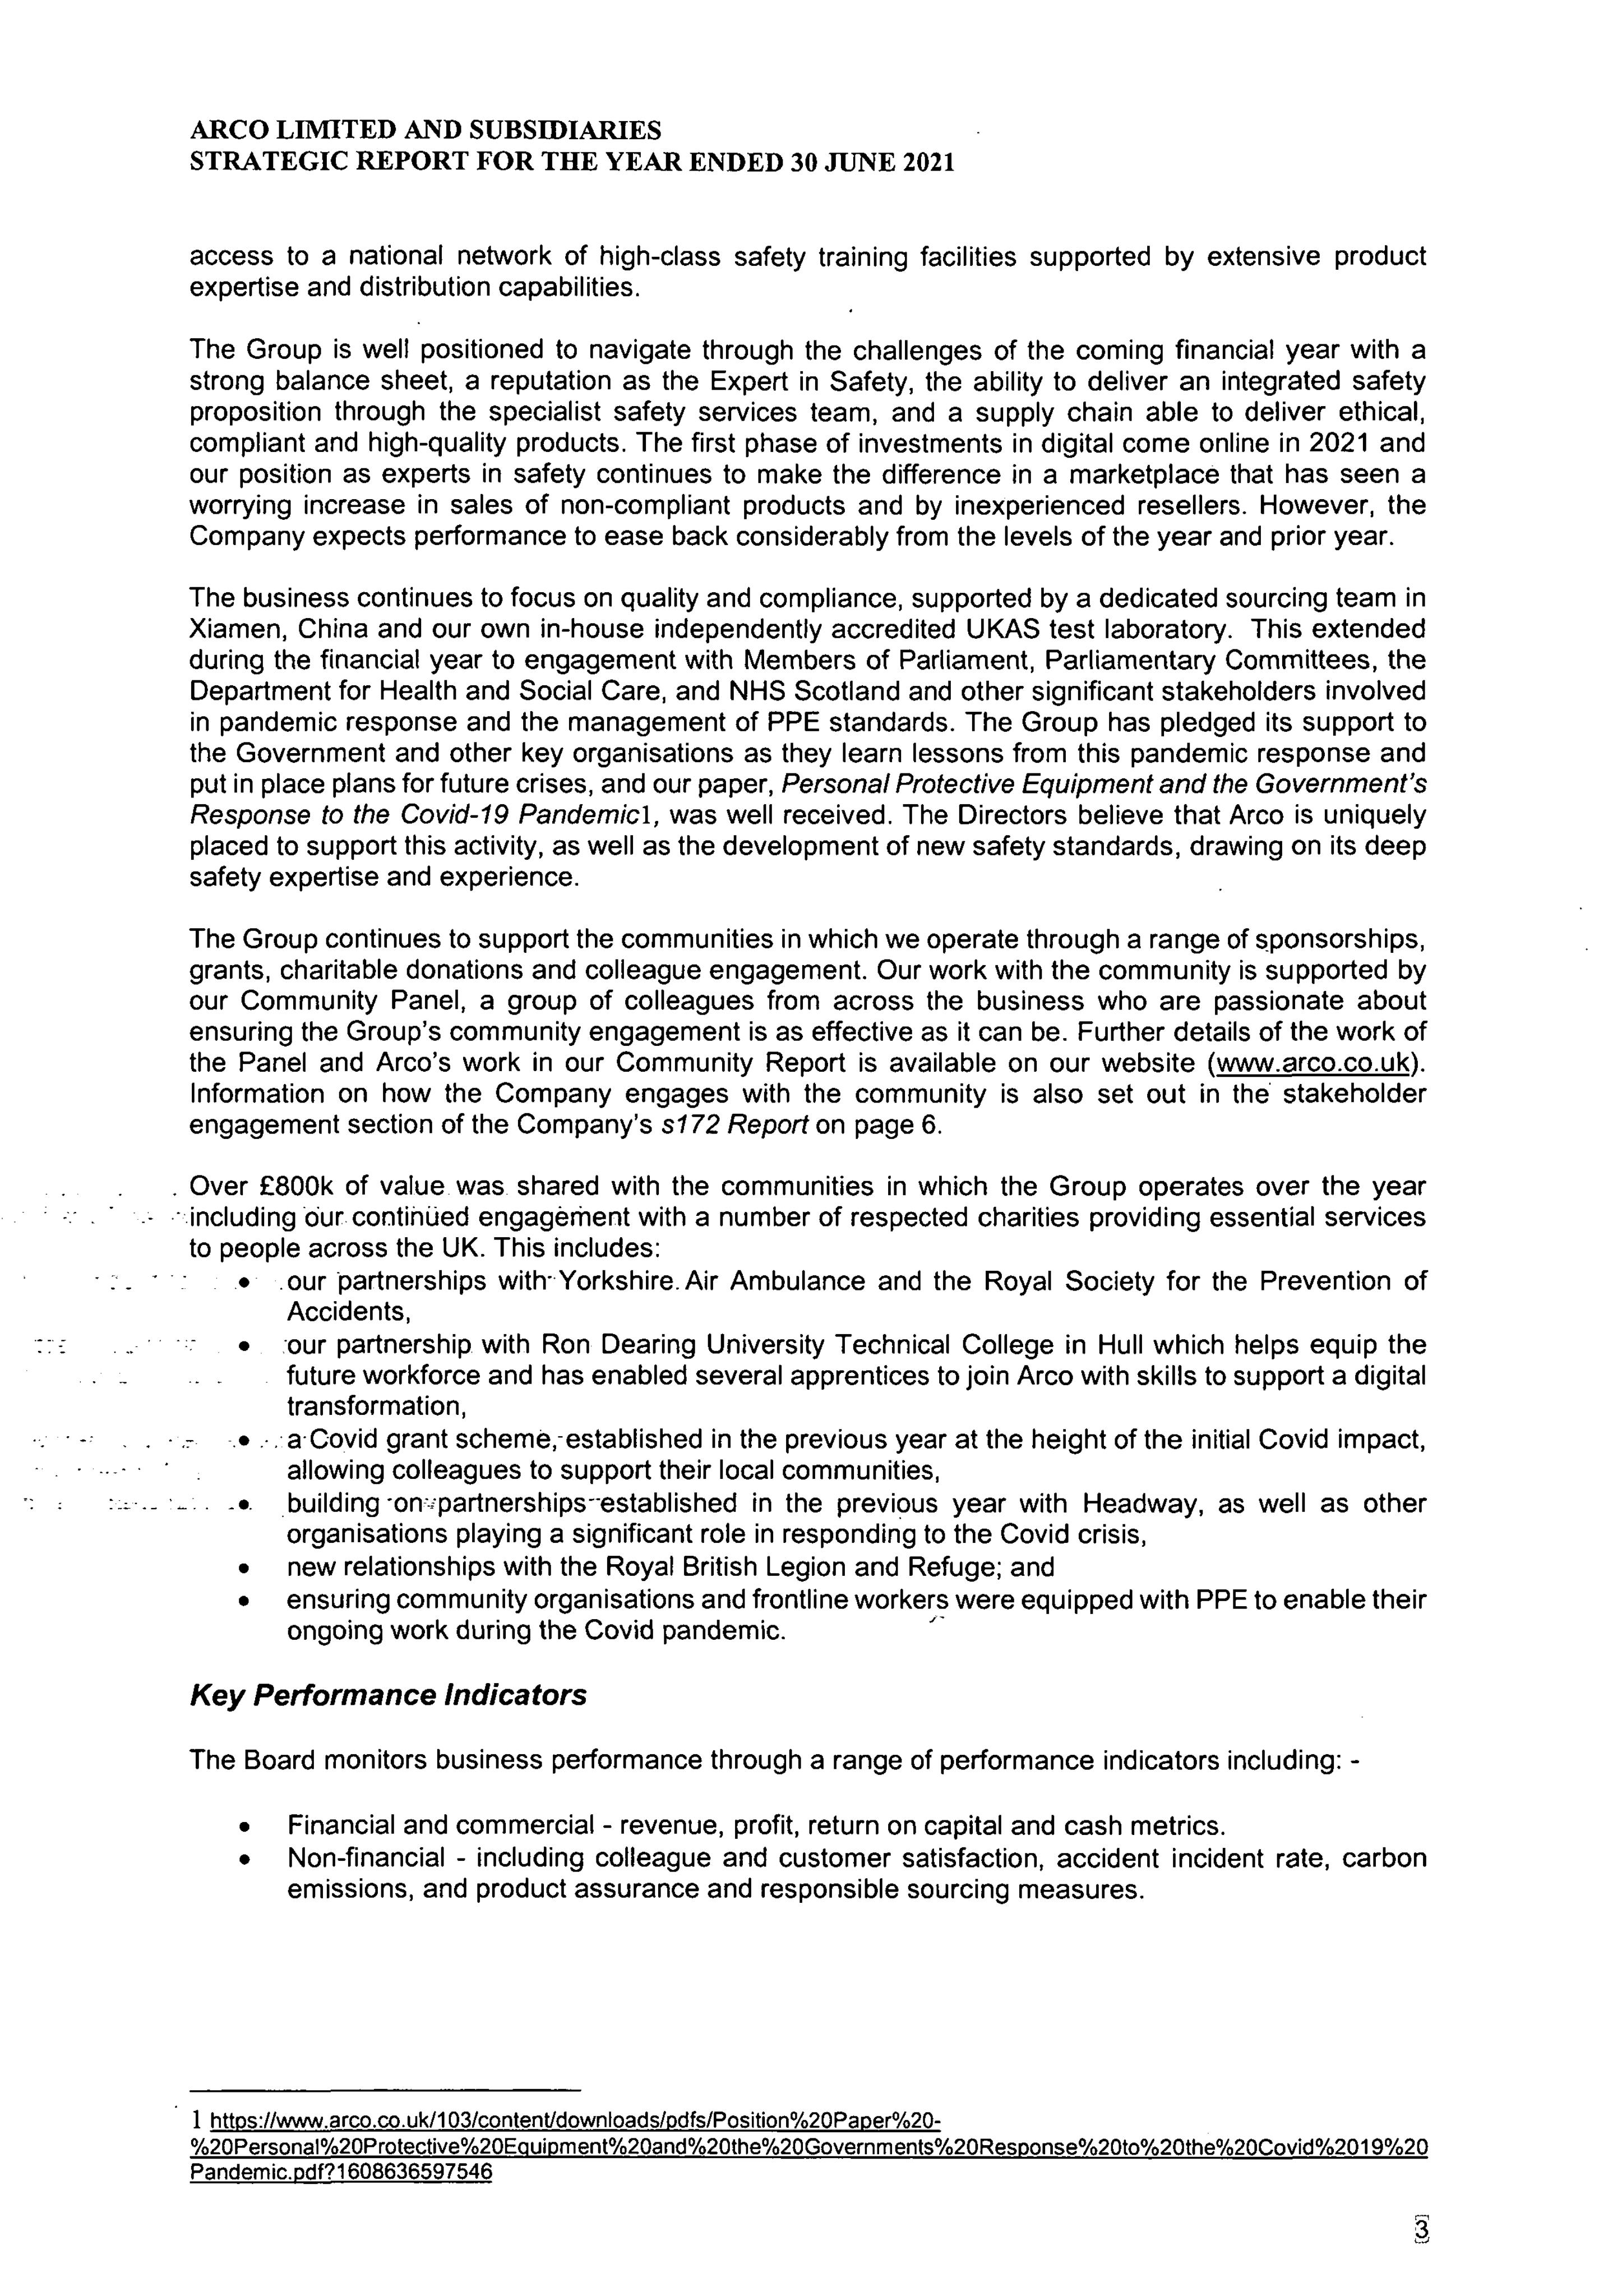 ARCO LIMITED AND SUBSIDIARIES
STRATEGIC REPORT FOR THE YEAR ENDED 30 JUNE 2021
access to a national network of high-class safety training facilities supported by extensive product
expertise and distribution capabilities.
The Group is well positioned to navigate through the challenges of the coming financial year with a
strong balance sheet, a reputation as the Expert in Safety, the ability to deliver an integrated safety
proposition through the specialist safety services team, and a supply chain able to deliver ethical,
compliant and high-quality products. The first phase of investments in digital come online in 2021 and
our position as experts in safety continues to make the difference in a marketplace that has seen a
worrying increase in sales of non-compliant products and by inexperienced resellers. However, the
Company expects performance to ease back considerably from the levels of the year and prior year.
The business continues to focus on quality and compliance, supported by a dedicated sourcing team in
Xiamen, China and our own in-house independently accredited UKAS test laboratory. This extended
during the financial year to engagement with Members of Parliament, Parliamentary Committees, the
Department for Health and Social Care, and NHS Scotland and other significant stakeholders involved
in pandemic response and the management of PPE standards. The Group has pledged its support to
the Government and other key organisations as they learn lessons from this pandemic response and
put in place plans for future crises, and our paper, Personal Protective Equipment and the Government's
Response to the Covid-19 Pandemic1, was well received. The Directors believe that Arco is uniquely
placed to support this activity, as well as the development of new safety standards, drawing on its deep
safety expertise and experience.
The Group continues to support the communities in which we operate through a range of sponsorships,
grants, charitable donations and colleague engagement. Our work with the community is supported by
our Community Panel, a group of colleagues from across the business who are passionate about
ensuring the Group's community engagement is as effective as it can be. Further details of the work of
the Panel and Arco's work in our Community Report is available on our website (www.arco.co.uk).
Information on how the Company engages with the community is also set out in the stakeholder
engagement section of the Company's s172 Report on page 6.
Over £800k of value was shared with the communities in which the Group operates over the year
including our continued engagement with a number of respected charities providing essential services
to people across the UK. This includes:
• our partnerships with Yorkshire Air Ambulance and the Royal Society for the Prevention of
Accidents,
• our partnership with Ron Dearing University Technical College in Hull which helps equip the
future workforce and has enabled several apprentices to join Arco with skills to support a digital
transformation,
• a Covid grant scheme, established in the previous year at the height of the initial Covid impact,
allowing colleagues to support their local communities,
• building on partnerships established in the previous year with Headway, as well as other
organisations playing a significant role in responding to the Covid crisis,
• new relationships with the Royal British Legion and Refuge; and
• ensuring community organisations and frontline workers were equipped with PPE to enable their
ongoing work during the Covid pandemic.
Key Performance Indicators
The Board monitors business performance through a range of performance indicators including: -
• Financial and commercial - revenue, profit, return on capital and cash metrics.
• Non-financial - including colleague and customer satisfaction, accident incident rate, carbon
emissions, and product assurance and responsible sourcing measures.
1 https://www.arco.co.uk/103/content/downloads/pdfs/Position%20Paper%20-
%20Personal%20Protective%20Equipment%20and%20the%20Governments%20Response%20to%20the%20Covid%2019%20
Pandemic.pdf?1608636597546
3